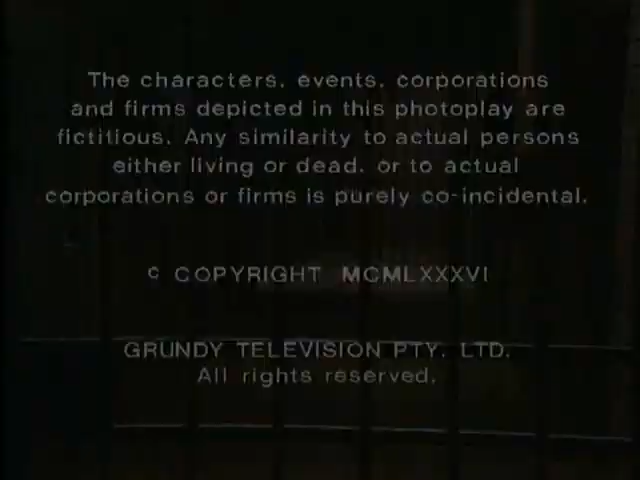 The characters, events, corporations
and firms depicted in this photoplay are
fictitious. Any similarity to actual persons
either living or dead, or to actual
corporations or firms is purely co-incidental.
© COPYRIGHT MCMLXXXVI
GRUNDY TELEVISION PTY. LTD.
All rights reserved.